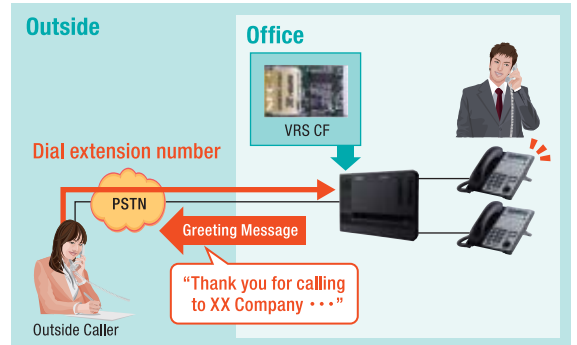 Outside
Office
VRS CF
Dial extension number
PSTN
Greeting Message
“Thank you for calling
to XX Company ・・・”
Outside Caller